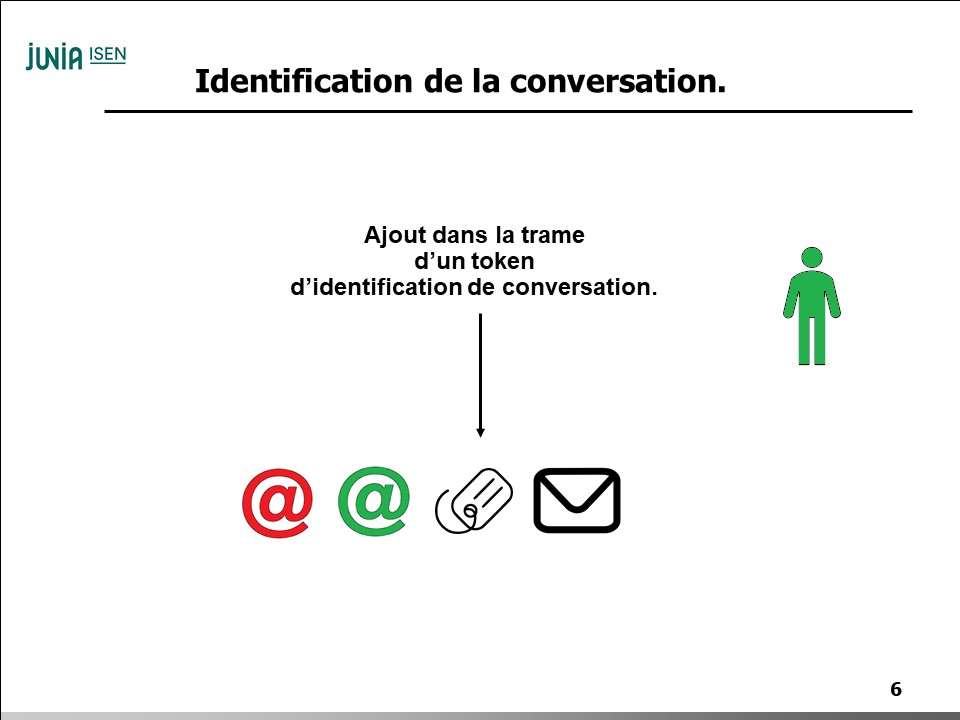 JUNIA ISEN
Identification de la conversation.
Ajout dans la trame
d’un token
d’identification de conversation.
@ @
6